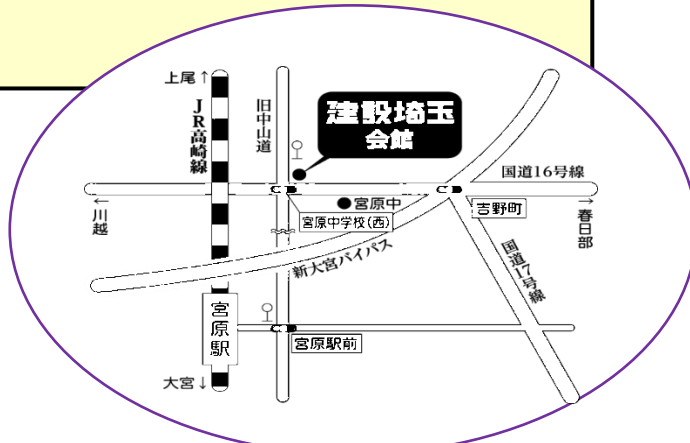 上尾↑
JR高崎線
旧中山道
建設埼玉
会館
国道16号線
←
川越
●宮原中
宮原中学校(西)
吉野町
→
春日部
新大宮バイパス
国道17号線
宮原駅
宮原駅前
大宮↓